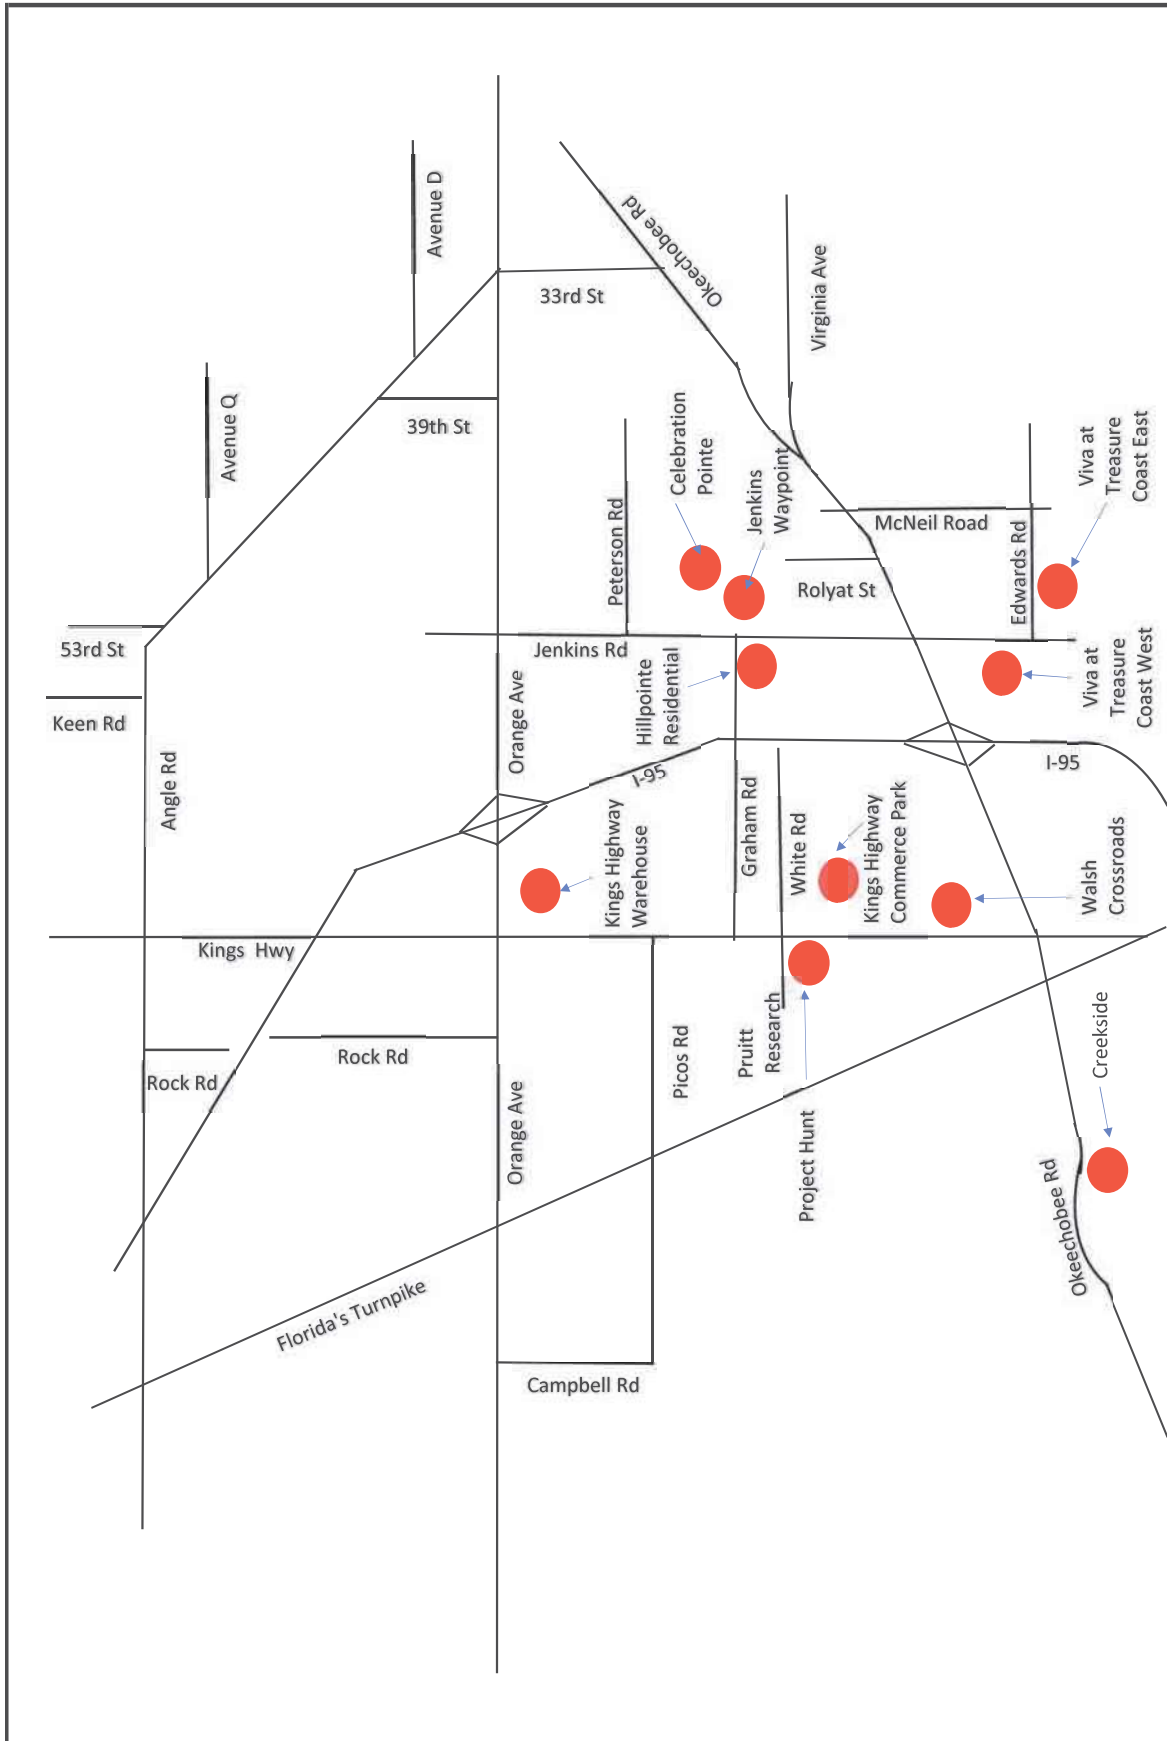 Avenue D
Okeechobee Rd
33rd St
Virginia Ave
Avenue Q
39th St
Celebration
Pointe
Jenkins
Waypoint
Viva at
Treasure
Coast East
McNeil Road
Peterson Rd
Rolyat St
Edwards Rd
53rd St
Jenkins Rd
Hillpointe
Residential
Viva at
Treasure
Coast West
Keen Rd
Angle Rd
Orange Ave
I-95
I-95
Kings Highway
Warehouse
Graham Rd
White Rd
Kings Highway
Commerce Park
Walsh
Crossroads
Kings Hwy
Rock Rd
Rock Rd
Orange Ave
Picos Rd
Pruitt
Research
Project Hunt
Creekside
Okeechobee Rd
Florida's Turnpike
Campbell Rd